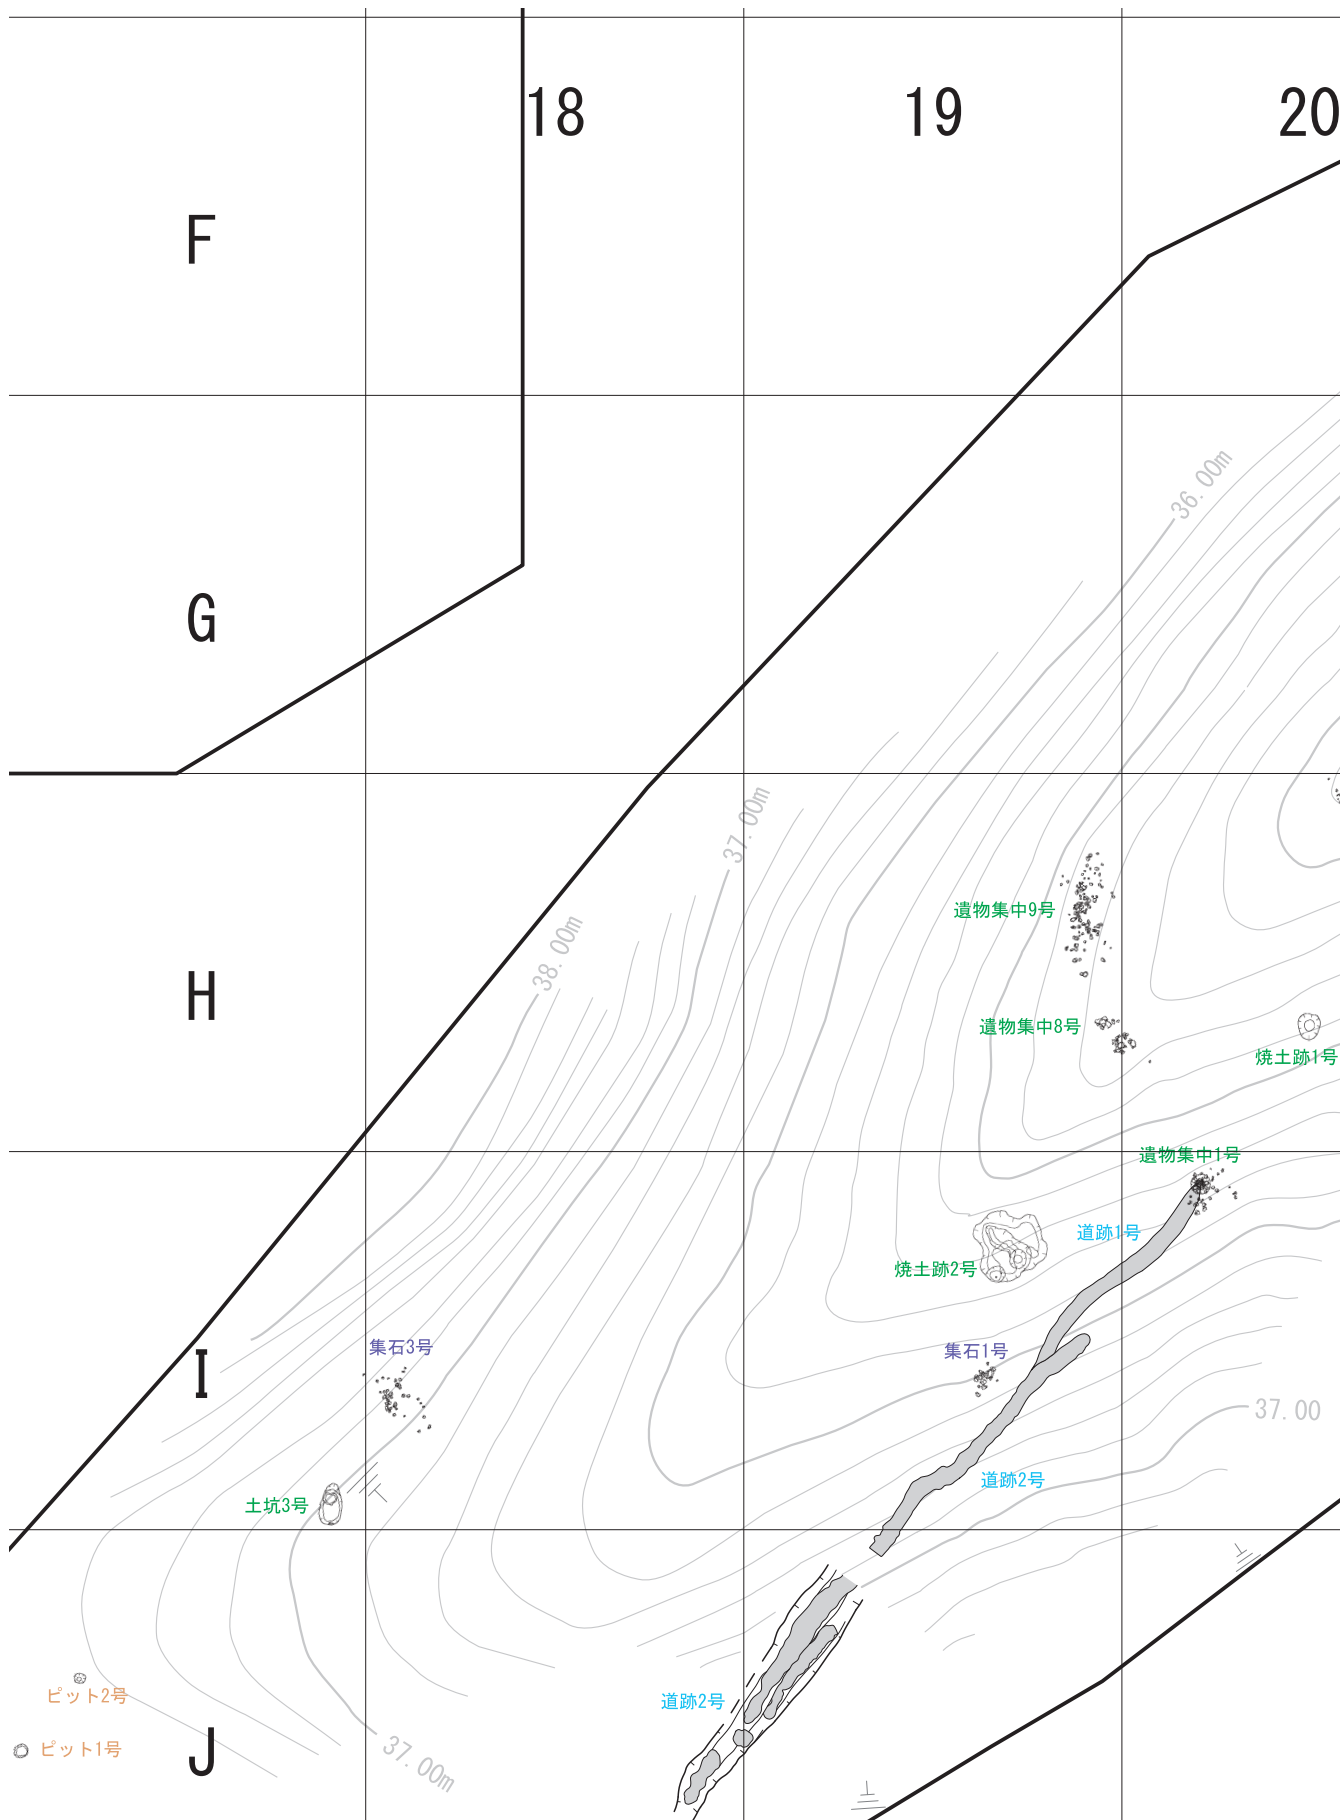 18
19
20
F
36.00m
G
37.00m
遺物集中9号
38.00m
H
遺物集中8号
焼土跡1号
遺物集中1号
道跡1号
焼土跡2号
集石3号
集石1号
I
37.00
道跡2号
土坑3号
ピット2号
道跡2号
ピット1号
J
37.00m